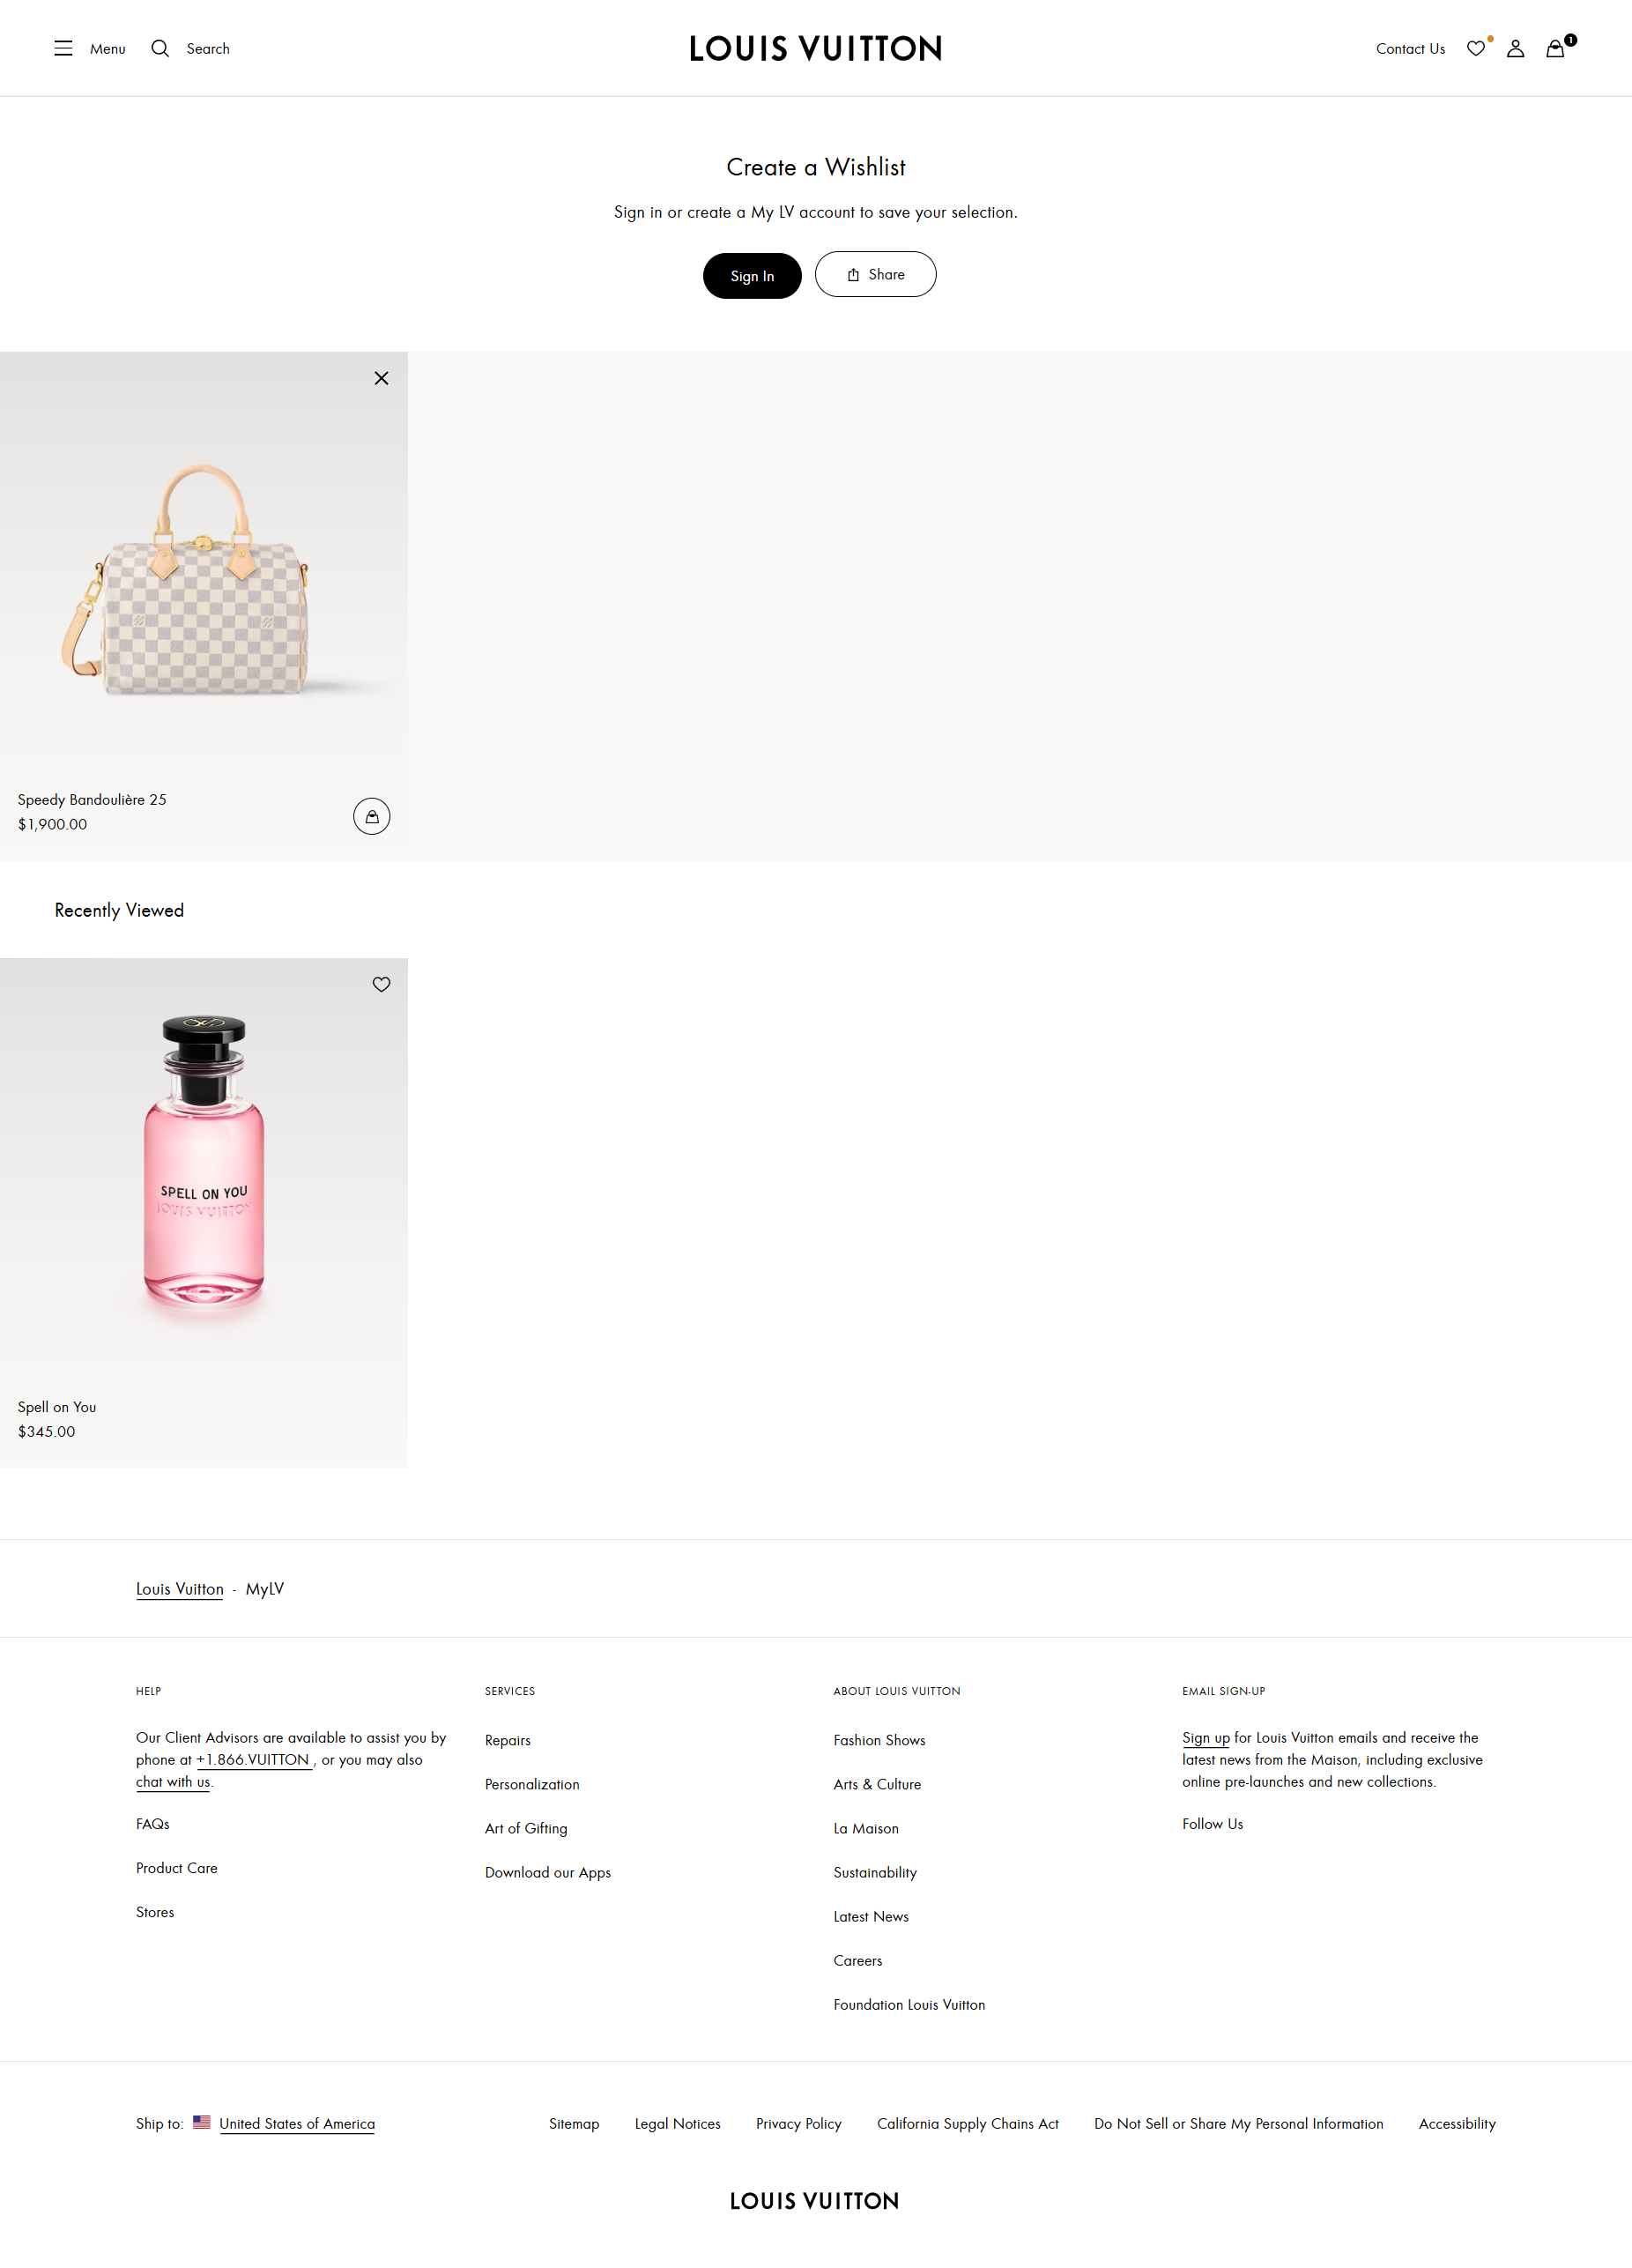 Menu Search LOUIS VUITTON Contact Us 1
Create a Wishlist
Sign in or create a My LV account to save your selection.
Sign In Share
Speedy Bandoulière 25
$1,900.00
Recently Viewed
SPELL ON YOU
LOUIS VUITTON
Spell on You
$345.00
Louis Vuitton - MyLV
HELP
Our Client Advisors are available to assist you by
phone at +1.866.VUITTON , or you may also
chat with us.
FAQs
Product Care
Stores
SERVICES
Repairs
Personalization
Art of Gifting
Download our Apps
ABOUT LOUIS VUITTON
Fashion Shows
Arts & Culture
La Maison
Sustainability
Latest News
Careers
Foundation Louis Vuitton
EMAIL SIGN-UP
Sign up for Louis Vuitton emails and receive the
latest news from the Maison, including exclusive
online pre-launches and new collections.
Follow Us
Ship to: United States of America Sitemap Legal Notices Privacy Policy California Supply Chains Act Do Not Sell or Share My Personal Information Accessibility
LOUIS VUITTON